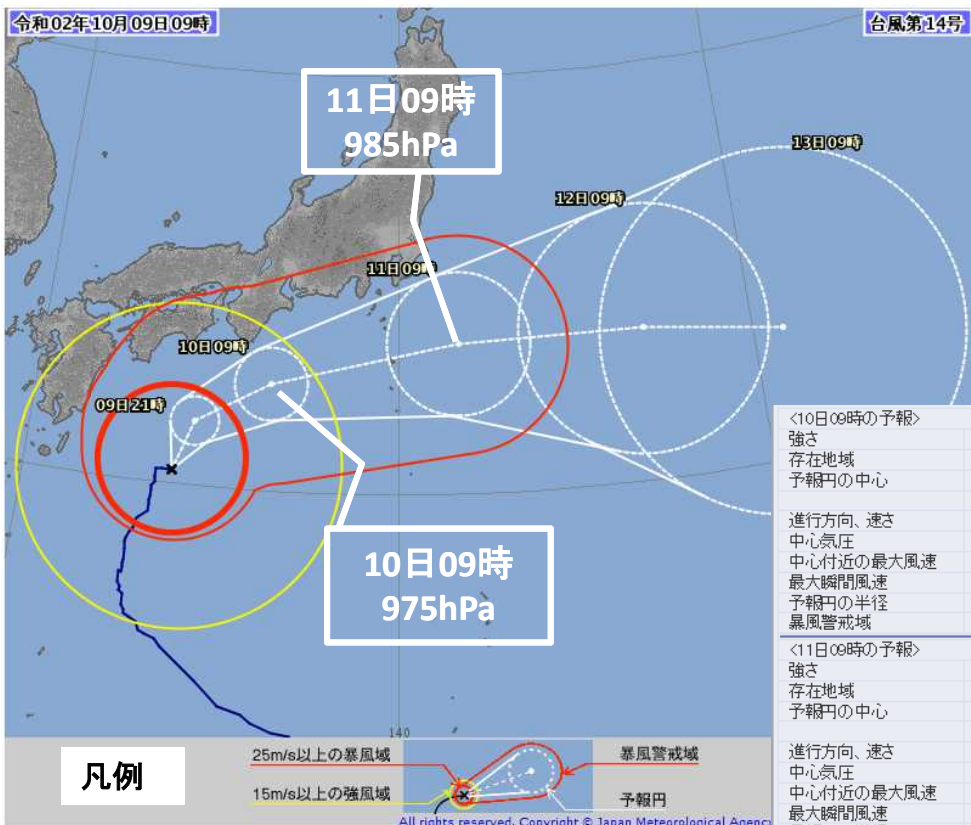 令和02年10月09日09時
台風第14号
11日09時
985hPa
13日09時
12日09時
11日09時
10日09時
09日21時
10日09時
975hPa
<10日09時の予報>
強さ
存在地域
予報円の中心
進行方向、速さ
中心気圧
中心付近の最大風速
最大瞬間風速
予報円の半径
暴風警戒域
<11日09時の予報>
強さ
存在地域
予報円の中心
進行方向、速さ
中心気圧
中心付近の最大風速
最大瞬間風速
140
凡例
25m/s以上の暴風域
15m/s以上の強風域
暴風警戒域
予報円
All rights reserved. Copyright © Japan Meteorological Agency